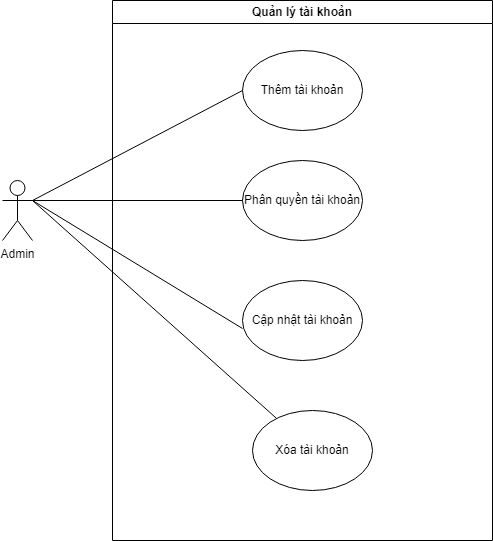 Quản lý tài khoản
Thêm tài khoản
Phân quyền tài khoản
Admin
Cập nhật tài khoản
Xóa tài khoản